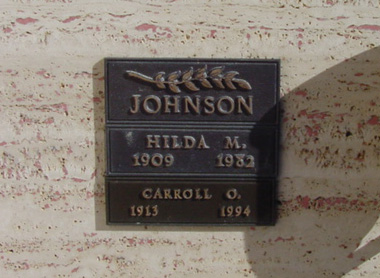 JOHNSON
HILDA M.
1909 1982
CARROLL O.
1913 1994